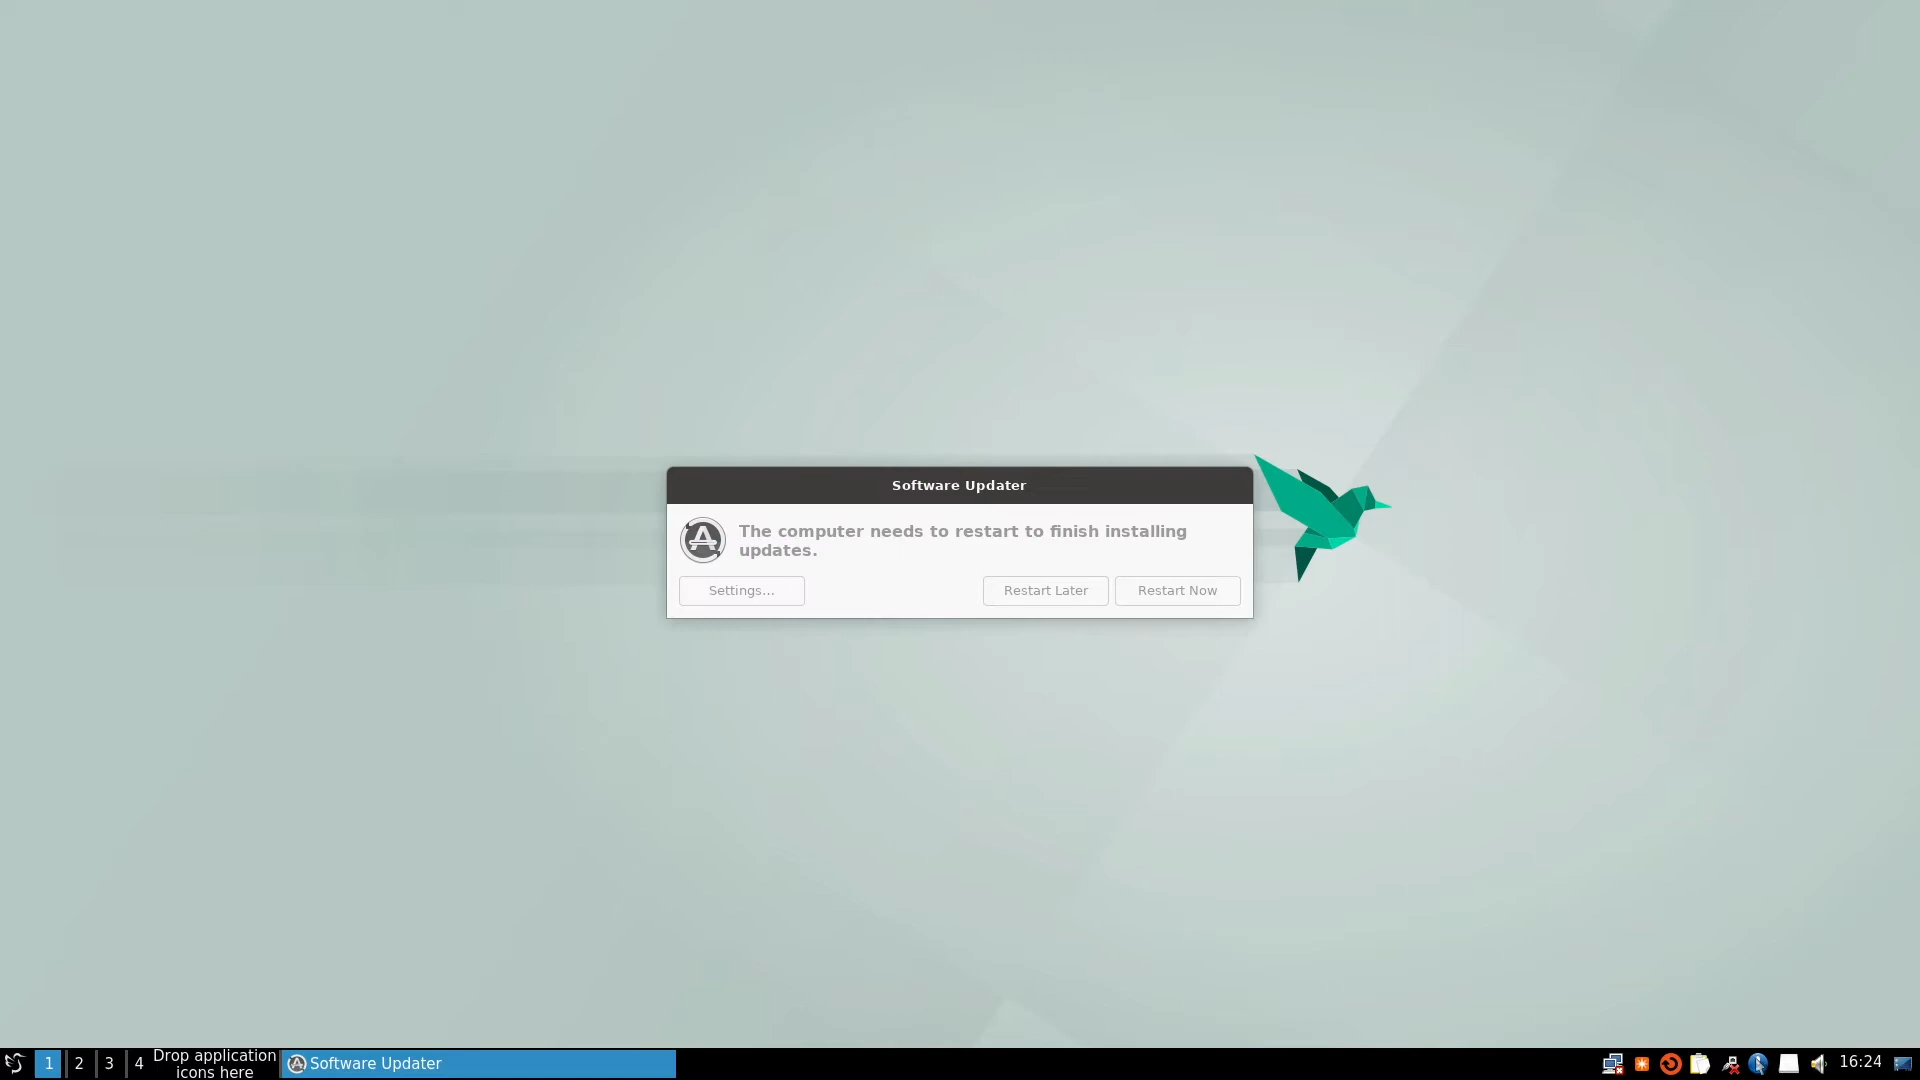 Software Updater
The computer needs to restart to finish installing
updates.
Settings...
Restart Later
Restart Now
1
2
3
4
Drop application
icons here
Software Updater
16:24